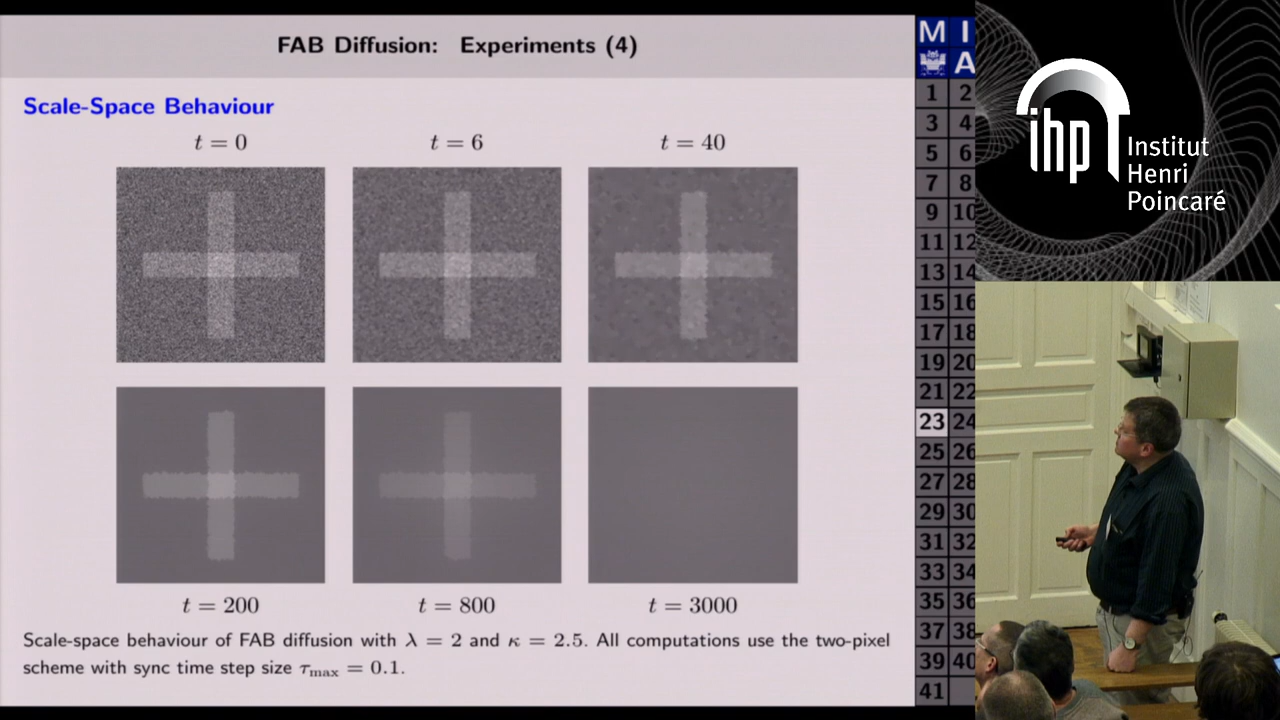 FAB Diffusion: Experiments (4)
Scale-Space Behaviour
t = 0
t = 6
t = 40
t = 200
t = 800
t = 3000
Scale-space behaviour of FAB diffusion with λ = 2 and κ = 2.5. All computations use the two-pixel
scheme with sync time step size τmax = 0.1.
M I
A
1 2
3 4
5 6
7 8
9 10
11 12
13 14
15 16
17 18
19 20
21 22
23 24
25 26
27 28
29 30
31 32
33 34
35 36
37 38
39 40
41
ihp
Institut
Henri
Poincaré